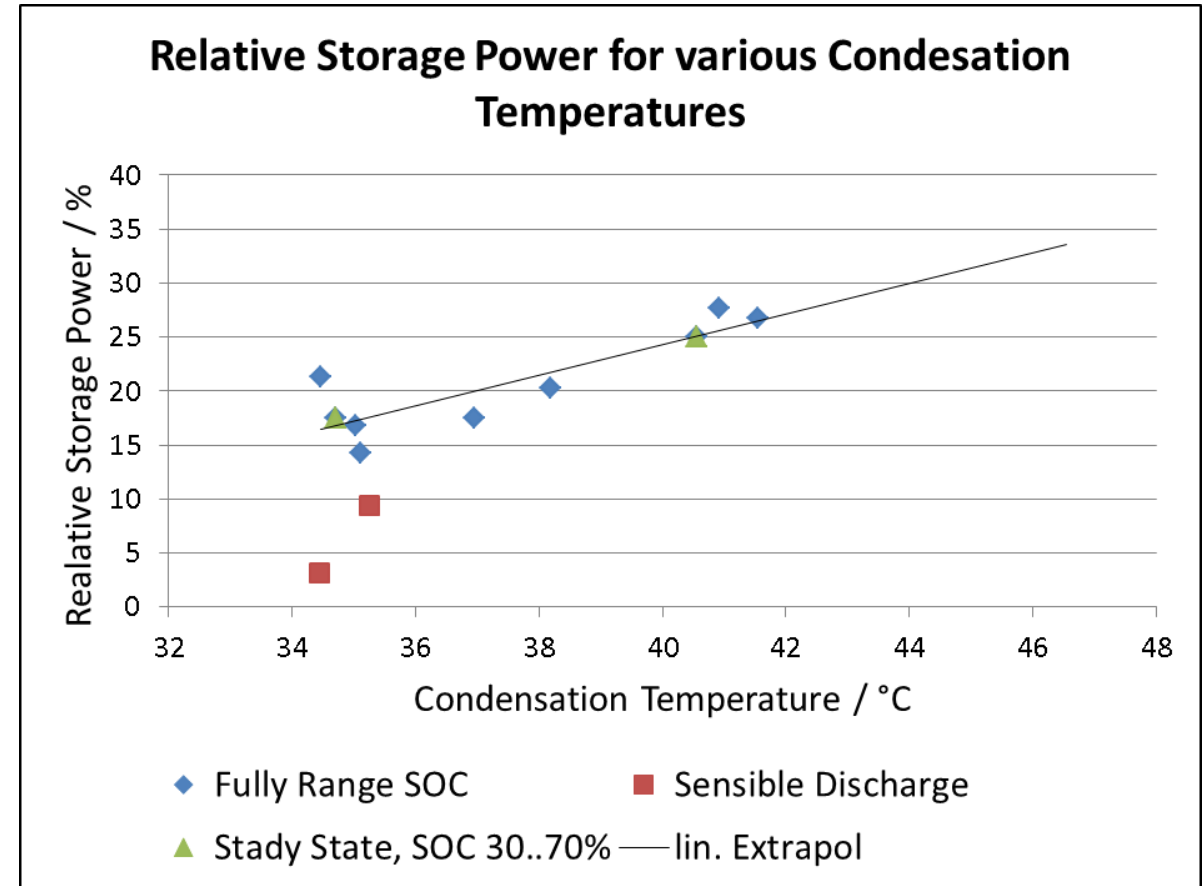 Relative Storage Power for various Condesation
Temperatures
Realative Storage Power / %
40
35
30
25
20
15
10
5
0
32 34 36 38 40 42 44 46 48
Condensation Temperature / °C
Fully Range SOC Sensible Discharge
Stady State, SOC 30..70% lin. Extrapol